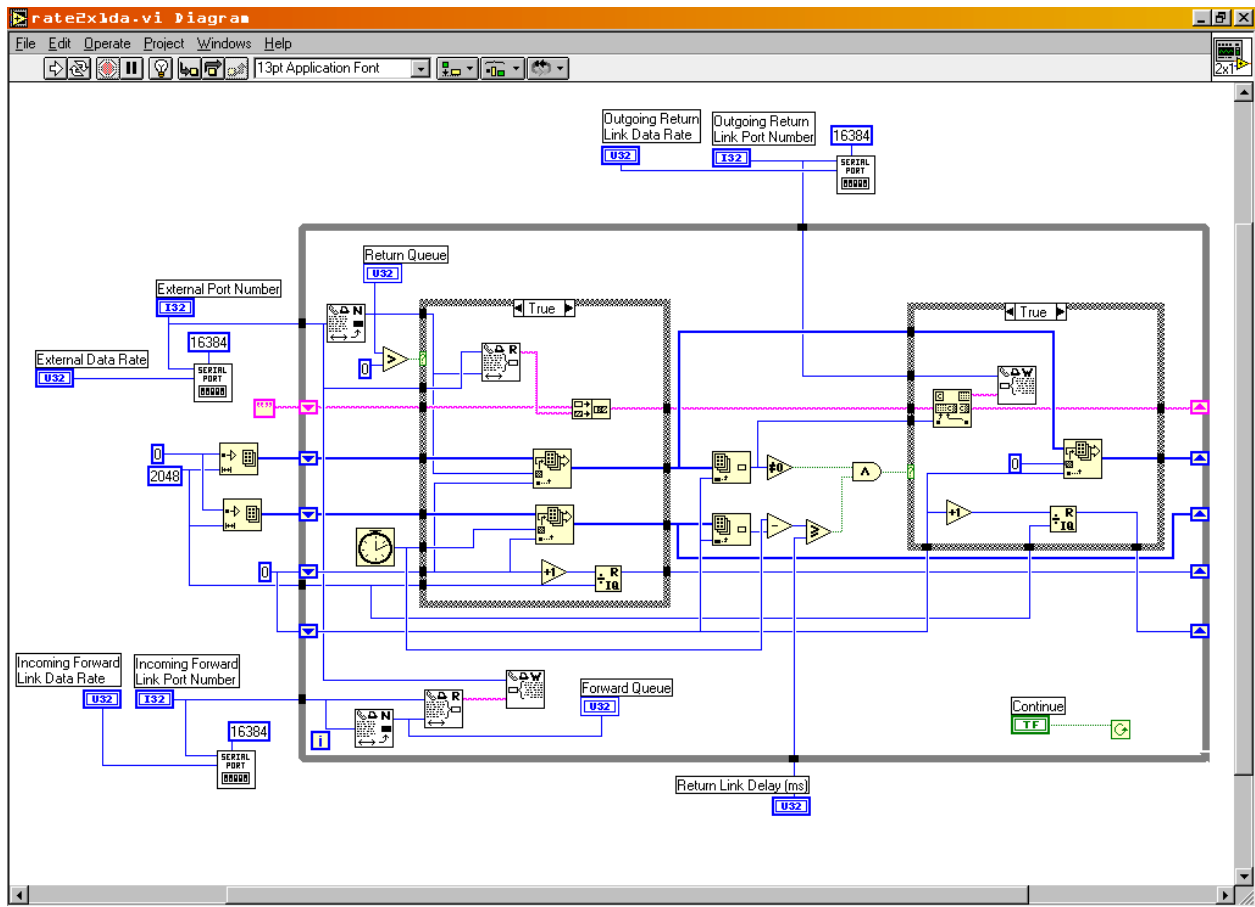 rate2x1da.vi Diagram
File Edit Operate Project Windows Help
13pt Application Font
2x1
Outgoing Return
Link Data Rate
U32
Outgoing Return
Link Port Number
I32
16384
SERIAL
PORT
Return Queue
U32
External Port Number
I32
16384
SERIAL
PORT
External Data Rate
U32
N
0
>
?
True
R
True
W
0
2048
≠0
∧
?
0
−
≥
+1
R
IQ
+1
R
IQ
0
Incoming Forward
Link Data Rate
U32
Incoming Forward
Link Port Number
I32
16384
SERIAL
PORT
i
N
R
W
Forward Queue
U32
Continue
TF
Return Link Delay (ms)
U32